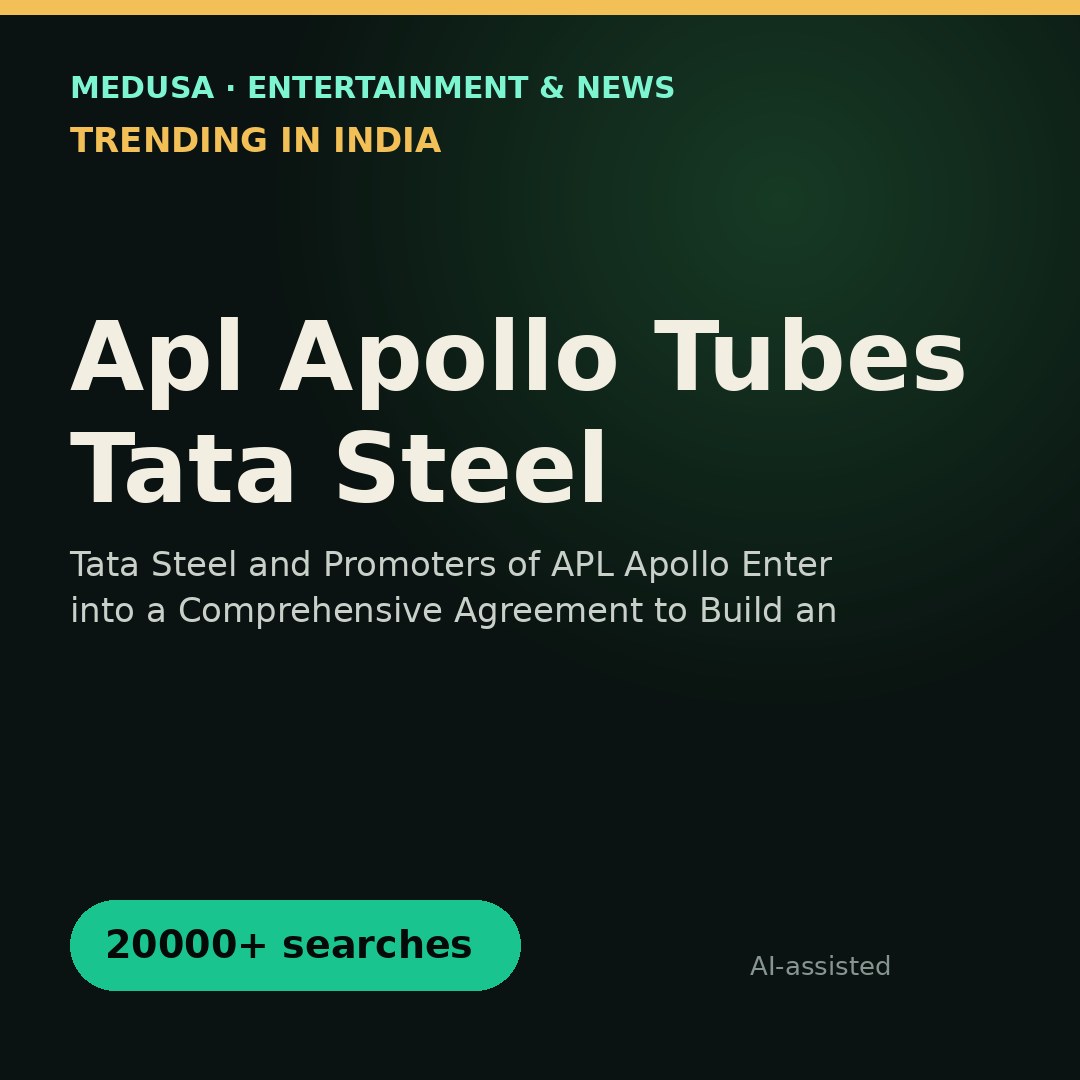 MEDUSA · ENTERTAINMENT & NEWS
TRENDING IN INDIA
Apl Apollo Tubes
Tata Steel
Tata Steel and Promoters of APL Apollo Enter
into a Comprehensive Agreement to Build an
20000+ searches
AI-assisted